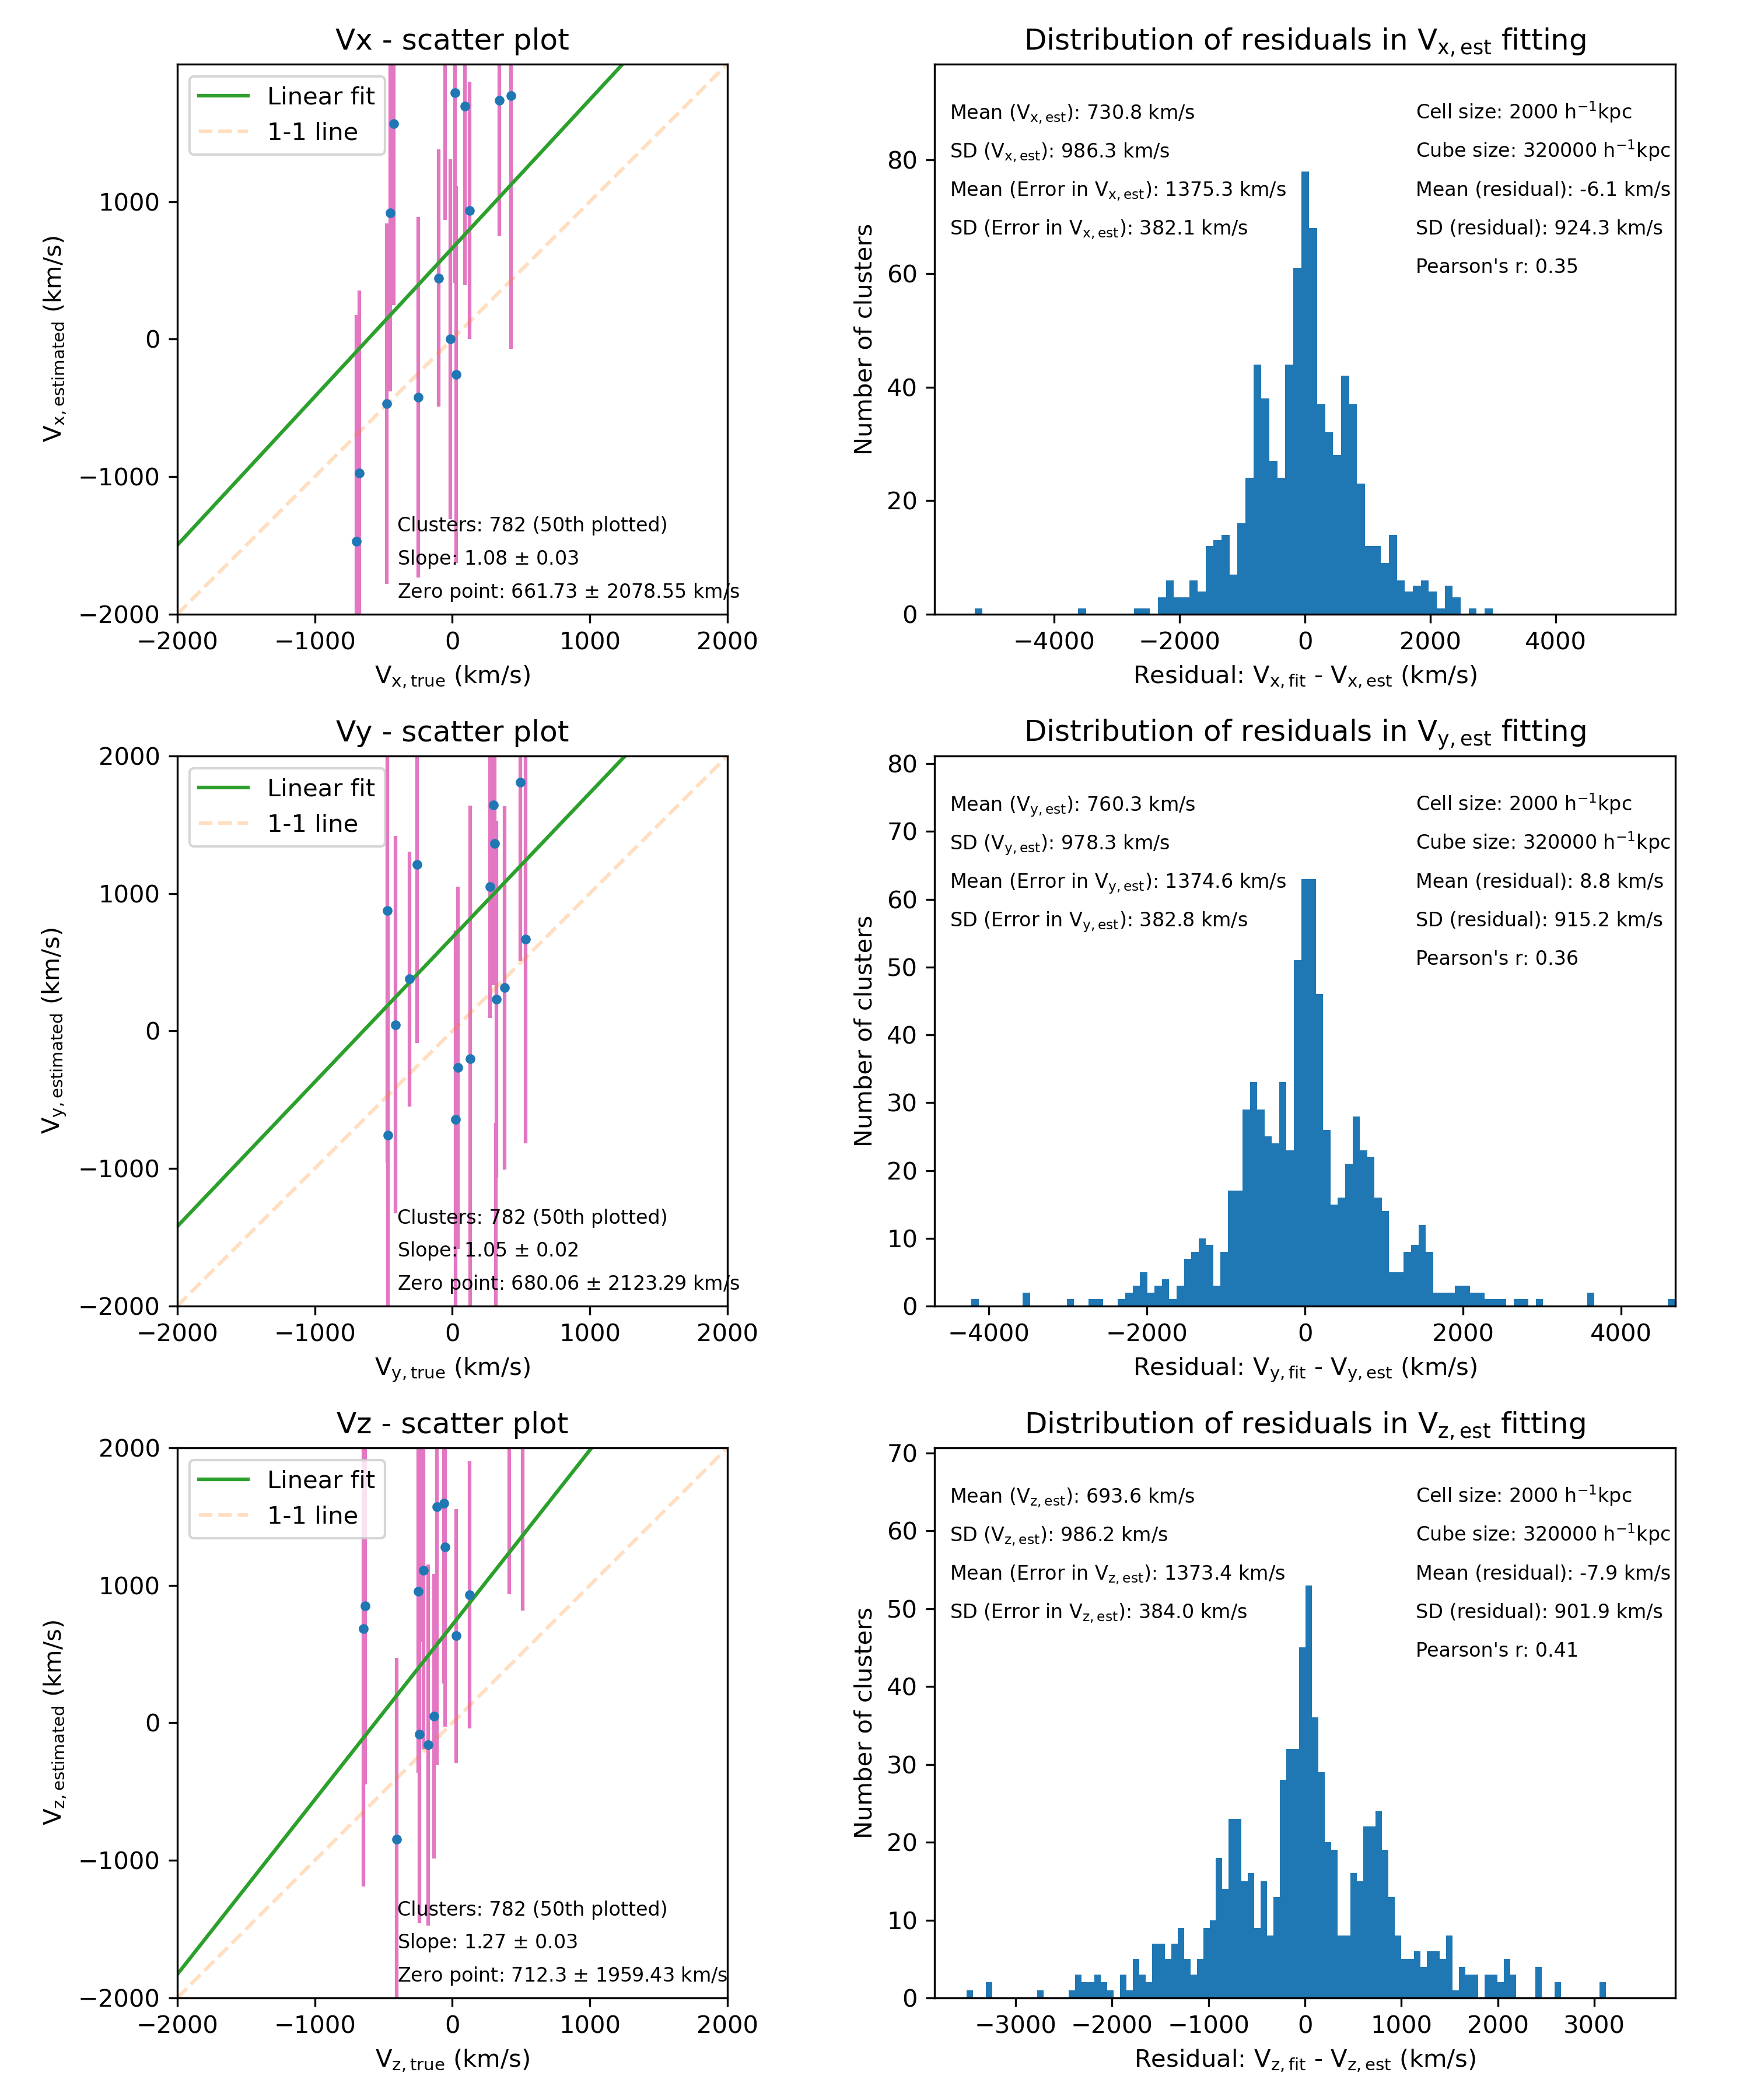 Vx - scatter plot
Linear fit
1-1 line
1000
0
−1000
−2000
V_x, estimated (km/s)
Clusters: 782 (50th plotted)
Slope: 1.08 ± 0.03
Zero point: 661.73 ± 2078.55 km/s
−2000 −1000 0 1000 2000
V_x, true (km/s)
Distribution of residuals in V_x, est fitting
Mean (V_x, est): 730.8 km/s
SD (V_x, est): 986.3 km/s
Mean (Error in V_x, est): 1375.3 km/s
SD (Error in V_x, est): 382.1 km/s
Cell size: 2000 h⁻¹kpc
Cube size: 320000 h⁻¹kpc
Mean (residual): -6.1 km/s
SD (residual): 924.3 km/s
Pearson's r: 0.35
80
60
40
20
0
Number of clusters
−4000 −2000 0 2000 4000
Residual: V_x, fit - V_x, est (km/s)
Vy - scatter plot
Linear fit
1-1 line
2000
1000
0
−1000
−2000
V_y, estimated (km/s)
Clusters: 782 (50th plotted)
Slope: 1.05 ± 0.02
Zero point: 680.06 ± 2123.29 km/s
−2000 −1000 0 1000 2000
V_y, true (km/s)
Distribution of residuals in V_y, est fitting
Mean (V_y, est): 760.3 km/s
SD (V_y, est): 978.3 km/s
Mean (Error in V_y, est): 1374.6 km/s
SD (Error in V_y, est): 382.8 km/s
Cell size: 2000 h⁻¹kpc
Cube size: 320000 h⁻¹kpc
Mean (residual): 8.8 km/s
SD (residual): 915.2 km/s
Pearson's r: 0.36
80
70
60
50
40
30
20
10
0
Number of clusters
−4000 −2000 0 2000 4000
Residual: V_y, fit - V_y, est (km/s)
Vz - scatter plot
Linear fit
1-1 line
2000
1000
0
−1000
−2000
V_z, estimated (km/s)
Clusters: 782 (50th plotted)
Slope: 1.27 ± 0.03
Zero point: 712.3 ± 1959.43 km/s
−2000 −1000 0 1000 2000
V_z, true (km/s)
Distribution of residuals in V_z, est fitting
Mean (V_z, est): 693.6 km/s
SD (V_z, est): 986.2 km/s
Mean (Error in V_z, est): 1373.4 km/s
SD (Error in V_z, est): 384.0 km/s
Cell size: 2000 h⁻¹kpc
Cube size: 320000 h⁻¹kpc
Mean (residual): -7.9 km/s
SD (residual): 901.9 km/s
Pearson's r: 0.41
70
60
50
40
30
20
10
0
Number of clusters
−3000 −2000 −1000 0 1000 2000 3000
Residual: V_z, fit - V_z, est (km/s)